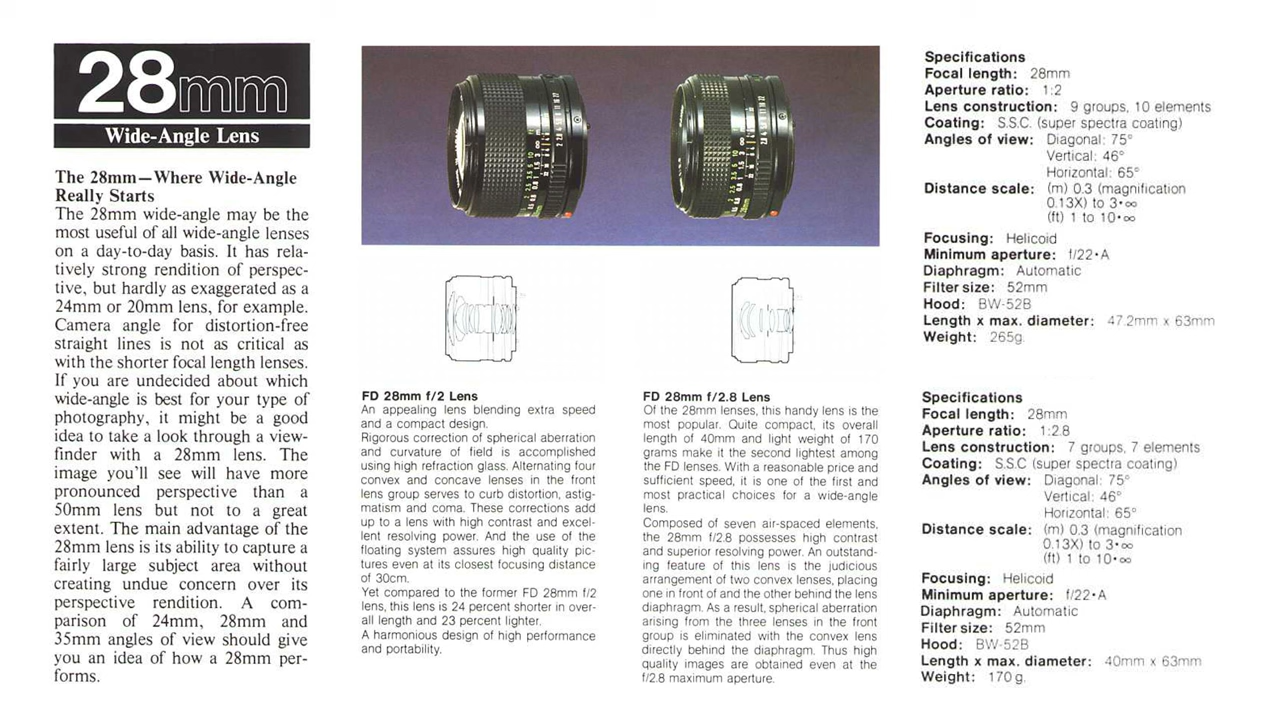 28mm
Wide-Angle Lens
The 28mm—Where Wide-Angle
Really Starts
The 28mm wide-angle may be the
most useful of all wide-angle lenses
on a day-to-day basis. It has rela-
tively strong rendition of perspec-
tive, but hardly as exaggerated as a
24mm or 20mm lens, for example.
Camera angle for distortion-free
straight lines is not as critical as
with the shorter focal length lenses.
If you are undecided about which
wide-angle is best for your type of
photography, it might be a good
idea to take a look through a view-
finder with a 28mm lens. The
image you'll see will have more
pronounced perspective than a
50mm lens but not to a great
extent. The main advantage of the
28mm lens is its ability to capture a
fairly large subject area without
creating undue concern over its
perspective rendition. A com-
parison of 24mm, 28mm and
35mm angles of view should give
you an idea of how a 28mm per-
forms.
FD 28mm f/2 Lens
An appealing lens blending extra speed
and a compact design.
Rigorous correction of spherical aberration
and curvature of field is accomplished
using high refraction glass. Alternating four
convex and concave lenses in the front
lens group serves to curb distortion, astig-
matism and coma. These corrections add
up to a lens with high contrast and excel-
lent resolving power. And the use of the
floating system assures high quality pic-
tures even at its closest focusing distance
of 30cm.
Yet compared to the former FD 28mm f/2
lens, this lens is 24 percent shorter in over-
all length and 23 percent lighter.
A harmonious design of high performance
and portability.
FD 28mm f/2.8 Lens
Of the 28mm lenses, this handy lens is the
most popular. Quite compact, its overall
length of 40mm and light weight of 170
grams make it the second lightest among
the FD lenses. With a reasonable price and
sufficient speed, it is one of the first and
most practical choices for a wide-angle
lens.
Composed of seven air-spaced elements,
the 28mm f/2.8 possesses high contrast
and superior resolving power. An outstand-
ing feature of this lens is the judicious
arrangement of two convex lenses, placing
one in front of and the other behind the lens
diaphragm. As a result, spherical aberration
arising from the three lenses in the front
group is eliminated with the convex lens
directly behind the diaphragm. Thus high
quality images are obtained even at the
f/2.8 maximum aperture.
Specifications
Focal length: 28mm
Aperture ratio: 1:2
Lens construction: 9 groups, 10 elements
Coating: S.S.C. (super spectra coating)
Angles of view: Diagonal: 75°
Vertical: 46°
Horizontal: 65°
Distance scale: (m) 0.3 (magnification
0.13X) to 3•∞
(ft) 1 to 10•∞
Focusing: Helicoid
Minimum aperture: f/22•A
Diaphragm: Automatic
Filter size: 52mm
Hood: BW-52B
Length x max. diameter: 47.2mm x 63mm
Weight: 265g
Specifications
Focal length: 28mm
Aperture ratio: 1:2.8
Lens construction: 7 groups, 7 elements
Coating: S.S.C (super spectra coating)
Angles of view: Diagonal: 75°
Vertical: 46°
Horizontal: 65°
Distance scale: (m) 0.3 (magnification
0.13X) to 3•∞
(ft) 1 to 10•∞
Focusing: Helicoid
Minimum aperture: f/22•A
Diaphragm: Automatic
Filter size: 52mm
Hood: BW-52B
Length x max. diameter: 40mm x 63mm
Weight: 170g.